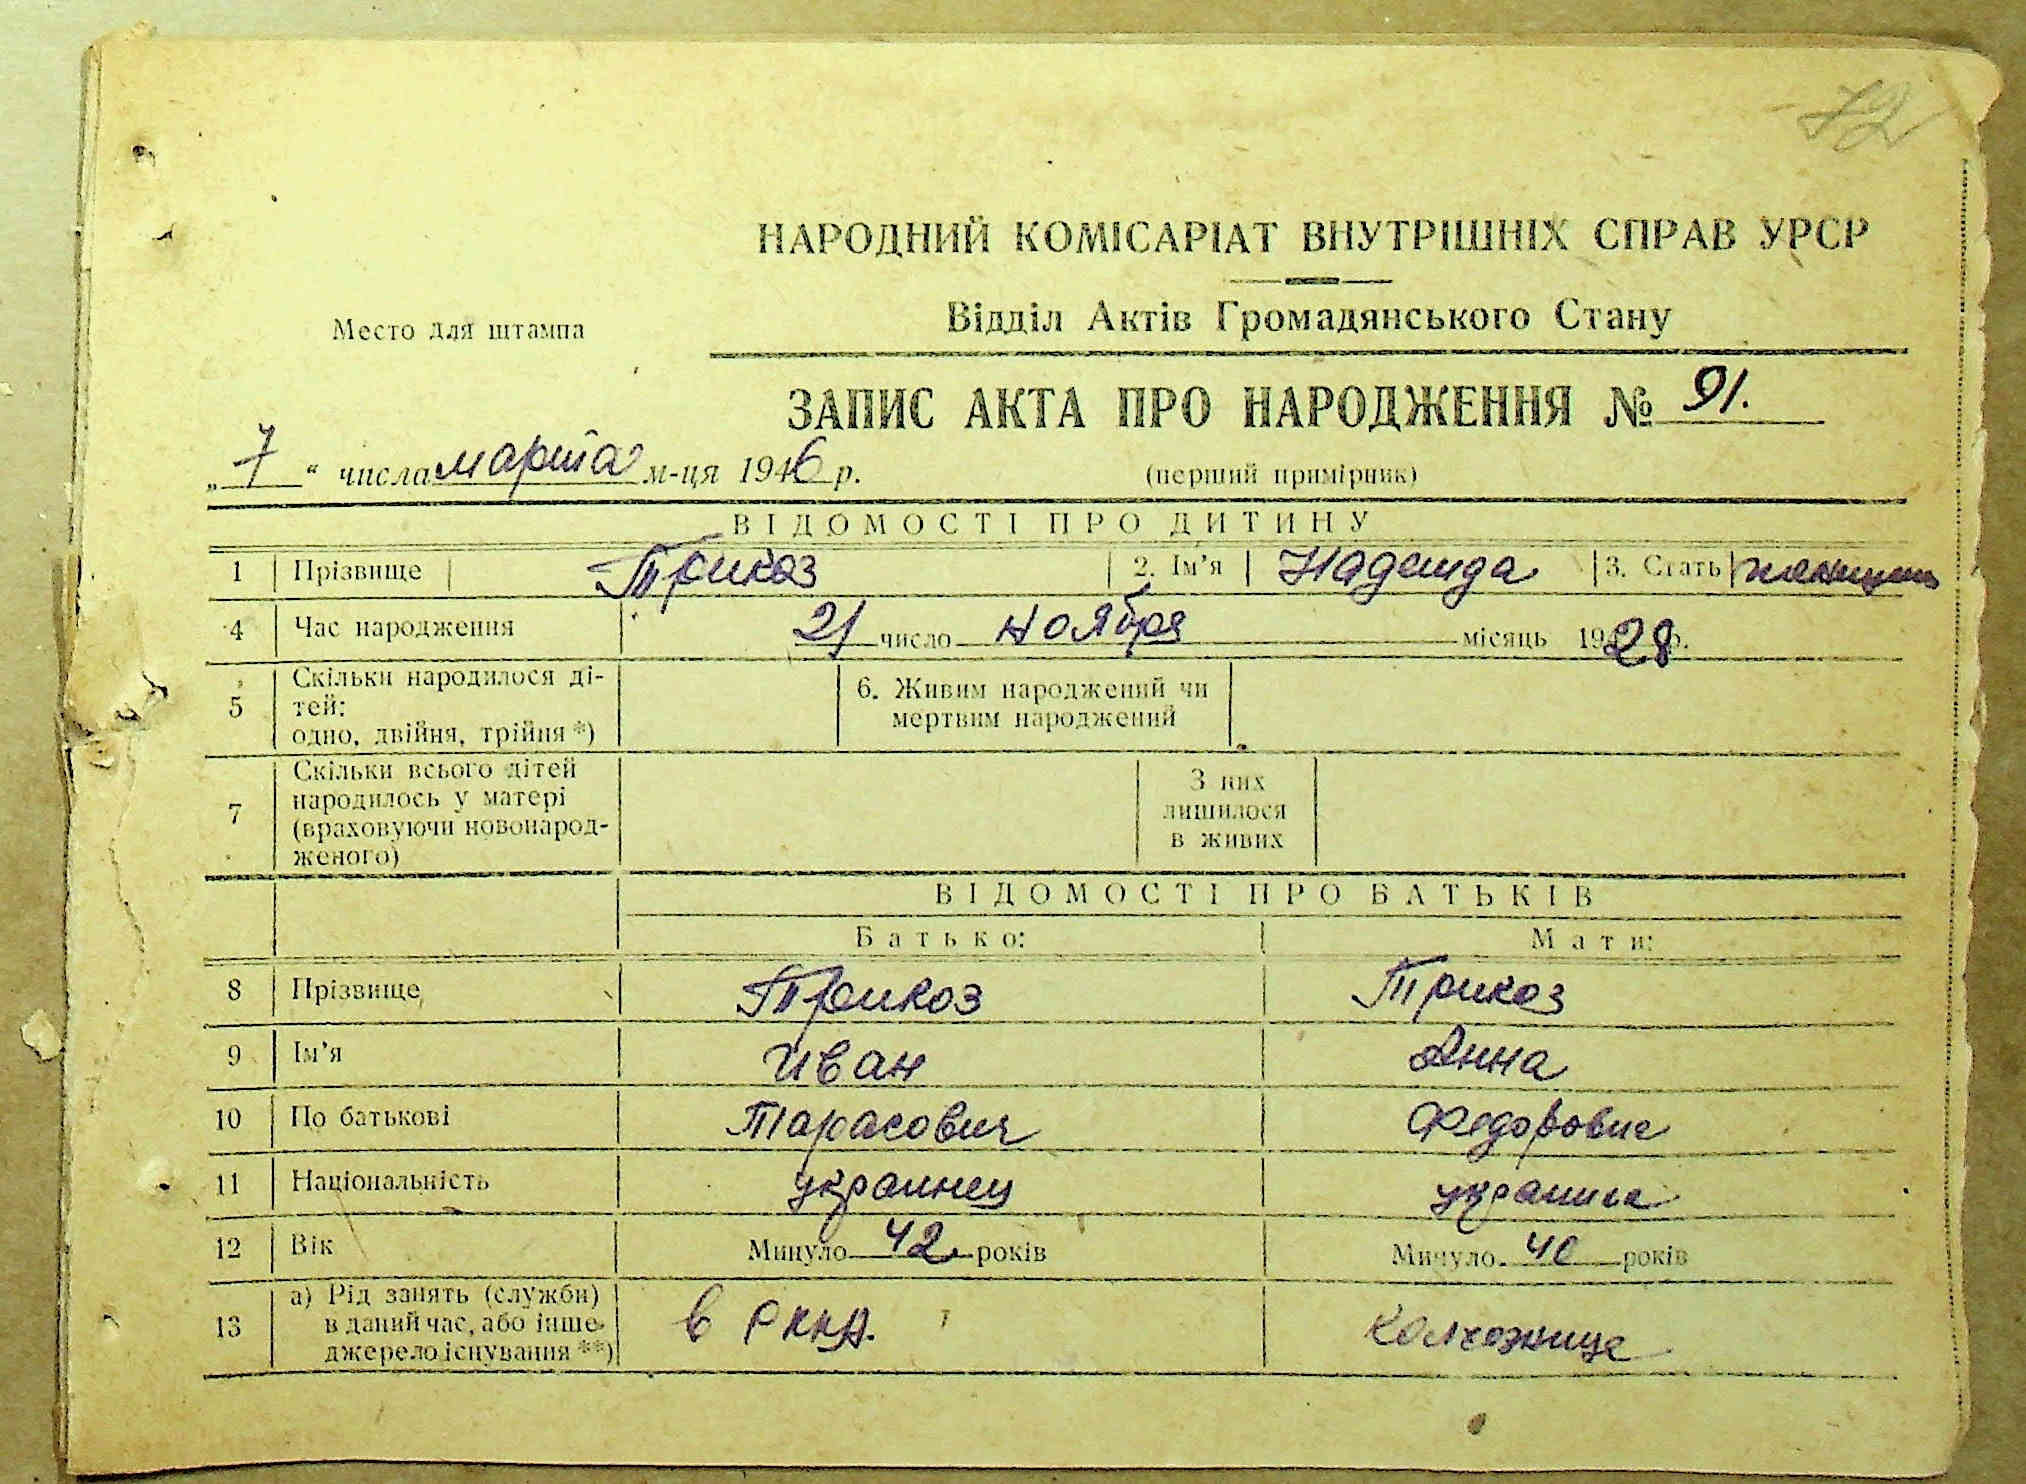 72
НАРОДНИЙ КОМІСАРІАТ ВНУТРІШНІХ СПРАВ УРСР
Место для штампа
Відділ Актів Громадянського Стану
ЗАПИС АКТА ПРО НАРОДЖЕННЯ № 91.
„ 7 “ числа марта м-ця 1946 р.
(перший примірник)
ВІДОМОСТІ ПРО ДИТИНУ
1 Прізвище Трикоз 2. Ім’я Надежда 3. Стать
4 Час народження 21 число ноября місяць 1928 р.
5 Скільки народилося ді-
тей:
одно, двійня, трійня *)
6. Живим народжений чи
мертвим народжений
7 Скільки всього дітей
народилось у матері
(враховуючи новонарод-
женого)
З них
лишилося
в живих
ВІДОМОСТІ ПРО БАТЬКІВ
Батько: Мати:
8 Прізвище Трикоз Трикоз
9 Ім’я Иван Анна
10 По батькові Тарасович Федоровна
11 Національність украинец украинка
12 Вік Минуло 42 років Минуло 40 років
13 а) Рід занять (служби)
в даний час, або інше
джерело існування **)
в РККА. колхозница